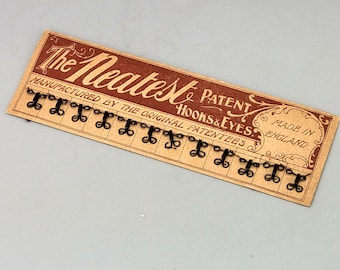 The Neatest PATENT
HOOKS & EYES.
MANUFACTURED BY THE ORIGINAL PATENTEES
MADE IN
ENGLAND